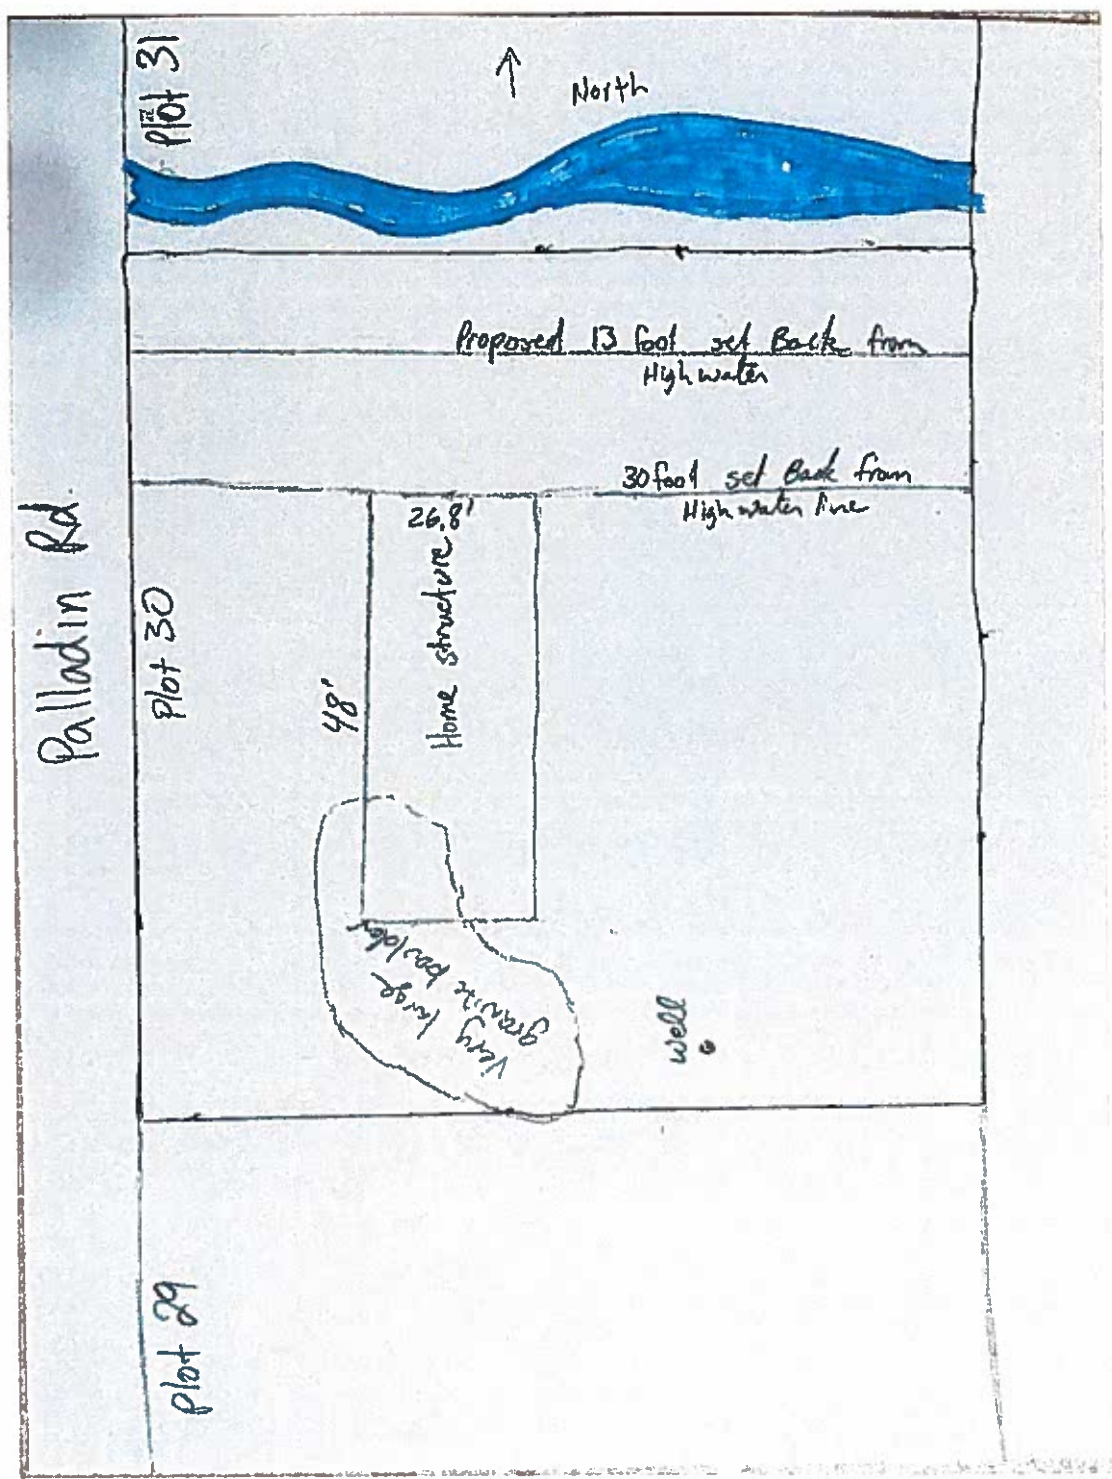 Plot 31
North
Proposed 13 foot set Back from
High water
30 foot set Back from
High water line
Palladin Rd.
Plot 30
26.8'
Home structure
48'
Very large
granite boulder
well
plot 29